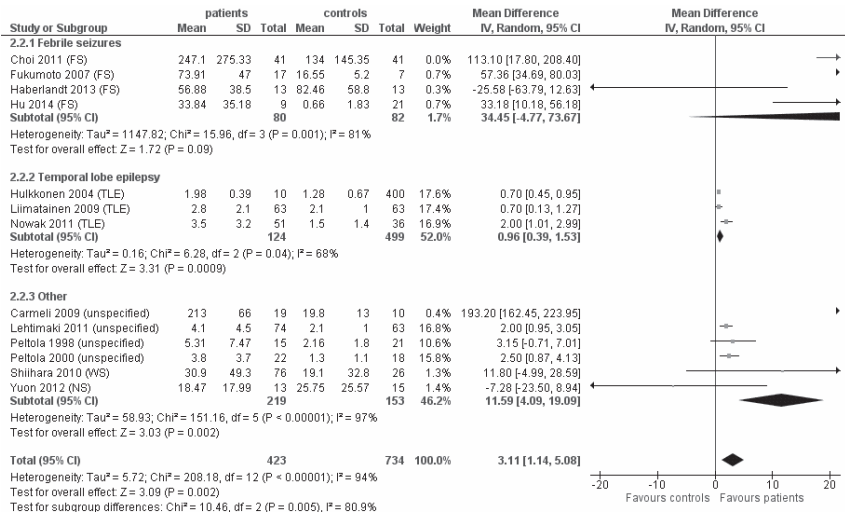 patients controls Mean Difference Mean Difference
Study or Subgroup Mean SD Total Mean SD Total Weight IV, Random, 95% CI IV, Random, 95% CI
2.2.1 Febrile seizures
Choi 2011 (FS) 247.1 275.33 41 134 145.35 41 0.0% 113.10 [17.80, 208.40]
Fukumoto 2007 (FS) 73.91 47 17 16.55 5.2 7 0.2% 57.36 [34.69, 80.03]
Haberlandt 2013 (FS) 56.88 38.5 13 82.46 58.8 13 0.3% -25.58 [-63.79, 12.63]
Hu 2014 (FS) 33.84 35.18 9 0.66 1.83 21 0.7% 33.18 [10.18, 56.18]
Subtotal (95% CI) 80 82 1.7% 34.45 [-4.77, 73.67]
Heterogeneity: Tau² = 1147.82; Chi² = 15.96, df = 3 (P = 0.001); I² = 81%
Test for overall effect: Z = 1.72 (P = 0.09)
2.2.2 Temporal lobe epilepsy
Hulkkonen 2004 (TLE) 1.98 0.39 10 1.28 0.67 400 17.6% 0.70 [0.45, 0.95]
Liimatainen 2009 (TLE) 2.8 2.1 63 2.1 1 63 17.4% 0.70 [0.13, 1.27]
Nowak 2011 (TLE) 3.5 3.2 51 1.5 1.4 36 16.9% 2.00 [1.01, 2.99]
Subtotal (95% CI) 124 499 52.0% 0.96 [0.39, 1.53]
Heterogeneity: Tau² = 0.16; Chi² = 6.28, df = 2 (P = 0.04); I² = 68%
Test for overall effect: Z = 3.31 (P = 0.0009)
2.2.3 Other
Carmeli 2009 (unspecified) 213 66 19 19.8 13 10 0.4% 193.20 [162.45, 223.95]
Lehtimaki 2011 (unspecified) 4.1 4.5 74 2.1 1 63 16.8% 2.00 [0.95, 3.05]
Peltola 1998 (unspecified) 5.31 7.47 15 2.16 1.8 21 11.4% 3.15 [-0.71, 7.01]
Peltola 2000 (unspecified) 3.8 3.7 22 1.3 1.1 18 15.9% 2.50 [0.87, 4.13]
Shiihara 2010 (WS) 30.9 49.3 76 19.1 32.8 26 1.3% 11.80 [-4.99, 28.59]
Yuon 2012 (NS) 18.47 17.99 13 25.75 25.57 15 1.4% -7.28 [-23.50, 8.94]
Subtotal (95% CI) 219 153 46.2% 11.59 [4.09, 19.09]
Heterogeneity: Tau² = 58.93; Chi² = 151.16, df = 5 (P < 0.00001); I² = 97%
Test for overall effect: Z = 3.03 (P = 0.002)
Total (95% CI) 423 734 100.0% 3.11 [1.14, 5.08]
Heterogeneity: Tau² = 5.72; Chi² = 208.18, df = 12 (P < 0.00001); I² = 94%
Test for overall effect: Z = 3.09 (P = 0.002)
Test for subgroup differences: Chi² = 10.46, df = 2 (P = 0.005), I² = 80.9%
-20 -10 0 10 20
Favours controls Favours patients